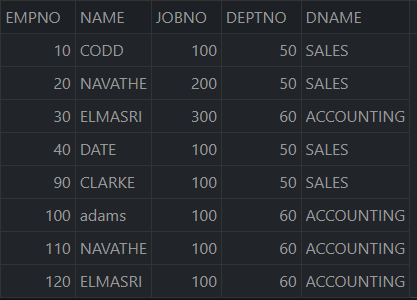 EMPNO NAME JOBNO DEPTNO DNAME
10 CODD 100 50 SALES
20 NAVATHE 200 50 SALES
30 ELMASRI 300 60 ACCOUNTING
40 DATE 100 50 SALES
90 CLARKE 100 50 SALES
100 adams 100 60 ACCOUNTING
110 NAVATHE 100 60 ACCOUNTING
120 ELMASRI 100 60 ACCOUNTING